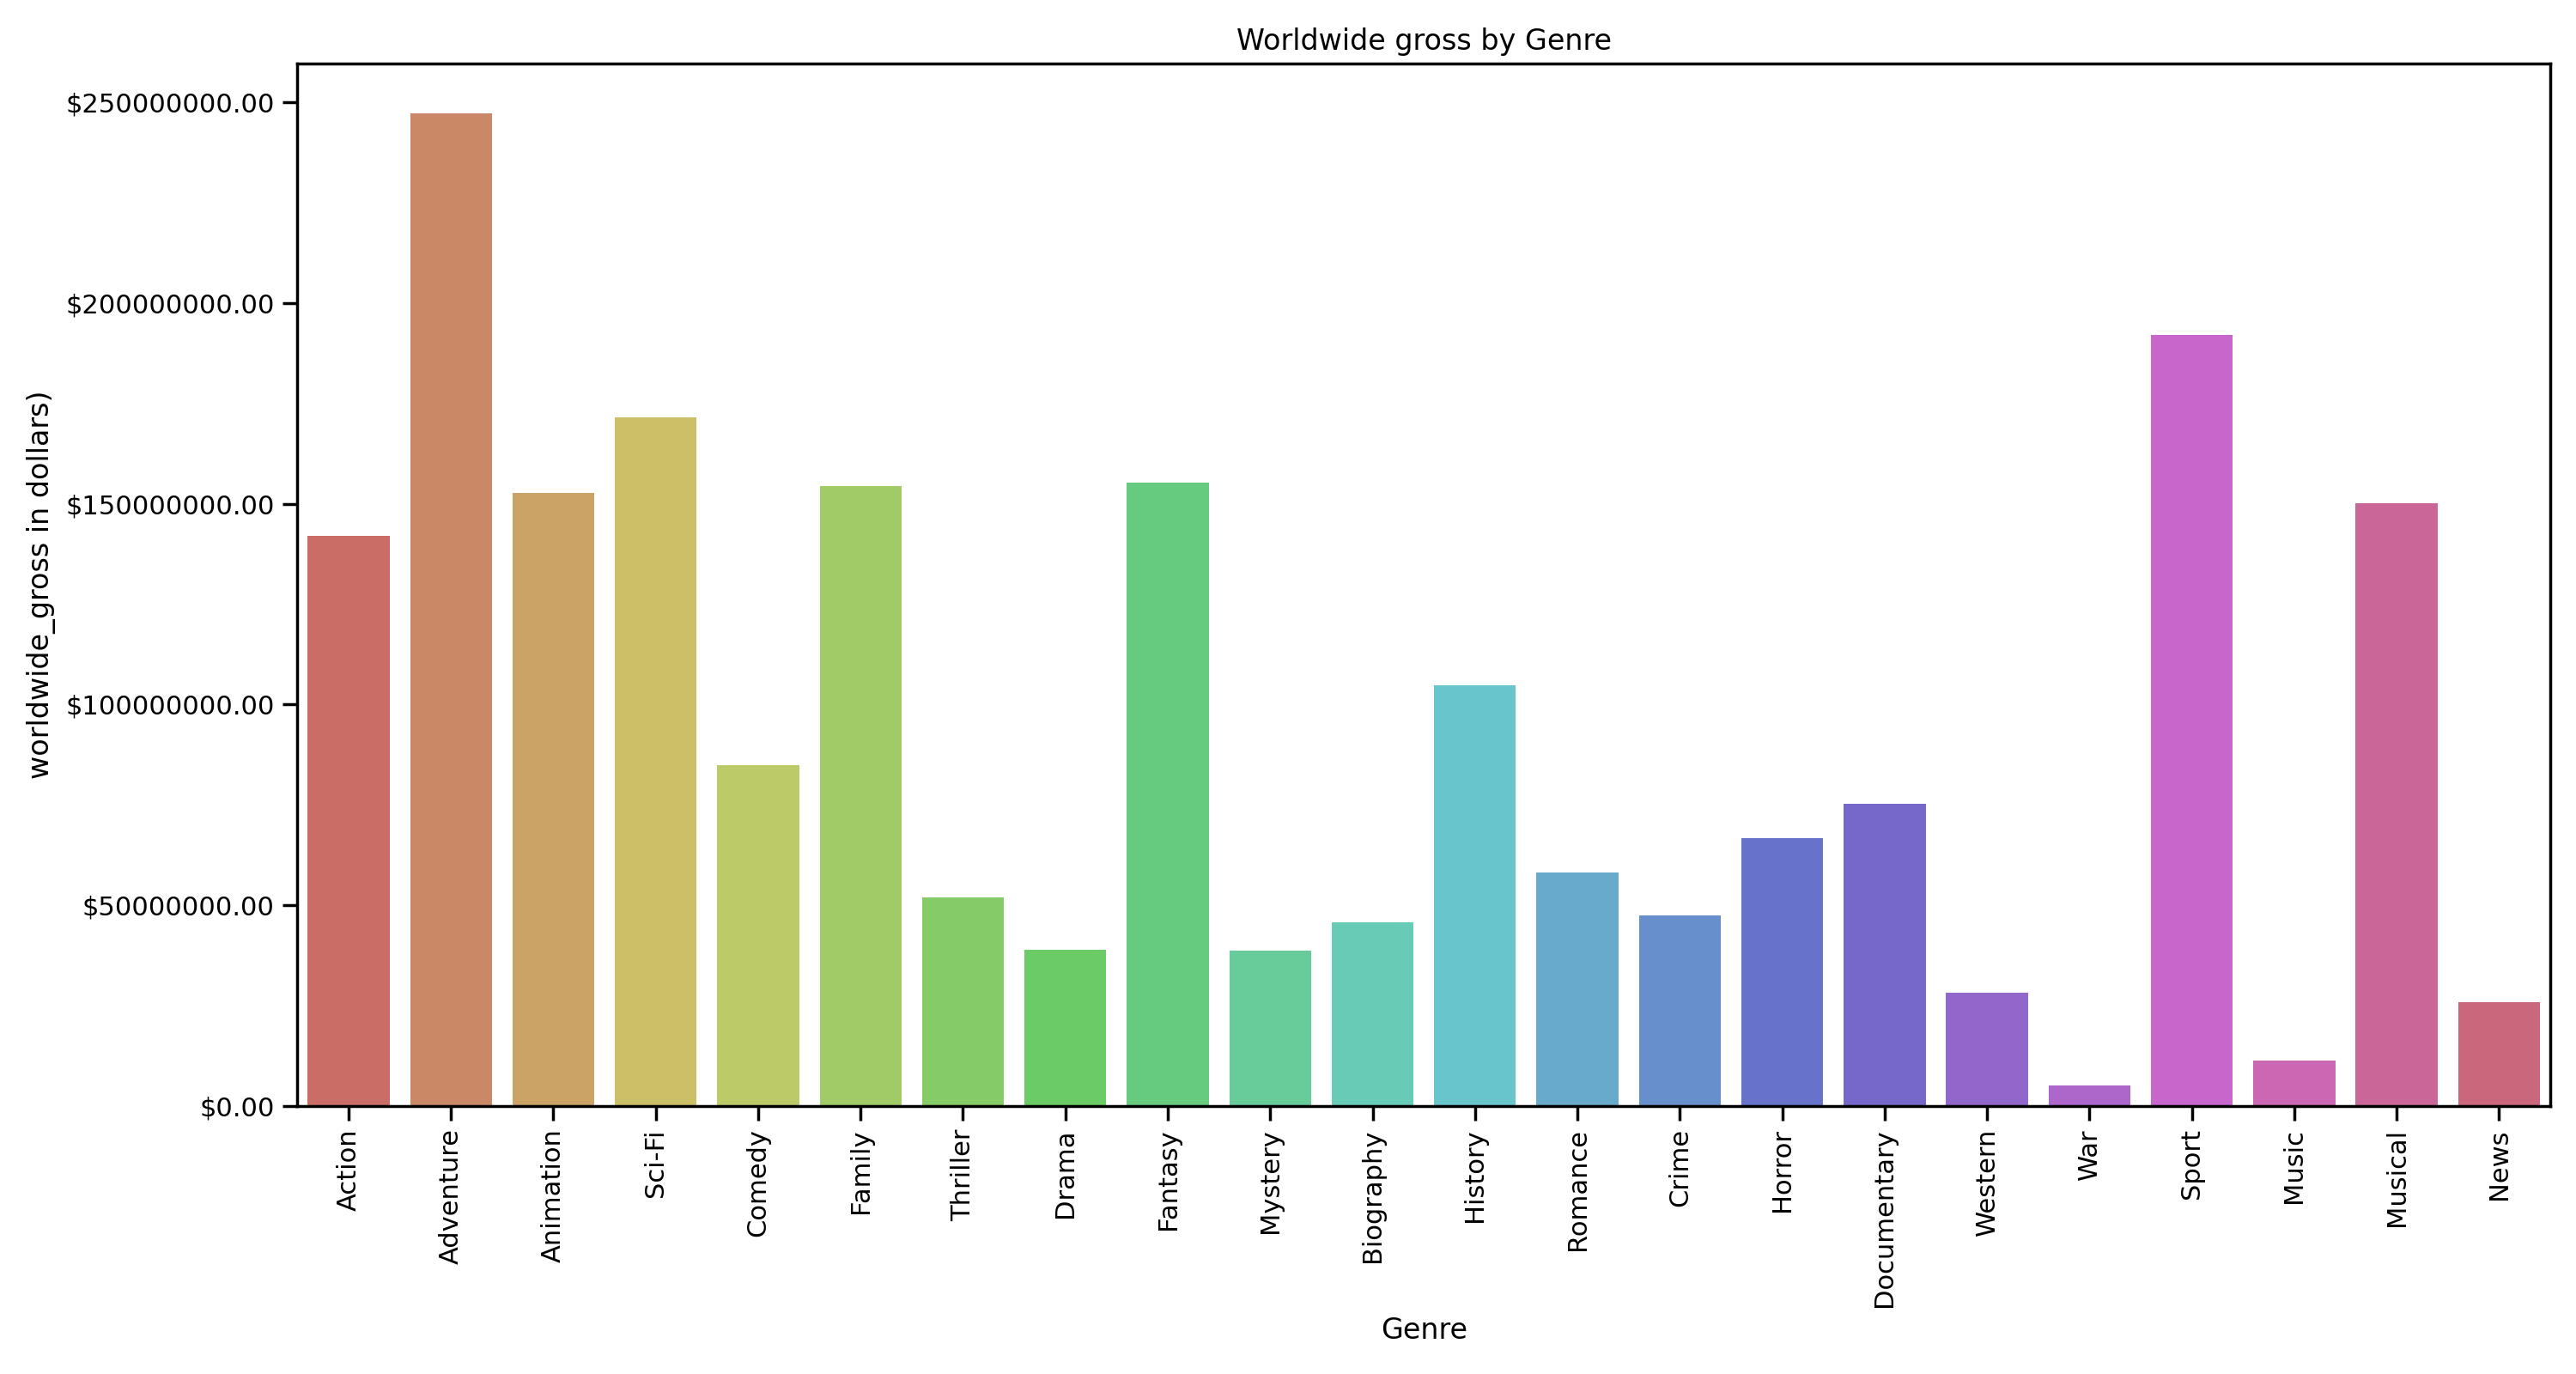 Worldwide gross by Genre
worldwide_gross in dollars)
$250000000.00
$200000000.00
$150000000.00
$100000000.00
$50000000.00
$0.00
Action
Adventure
Animation
Sci-Fi
Comedy
Family
Thriller
Drama
Fantasy
Mystery
Biography
History
Romance
Crime
Horror
Documentary
Western
War
Sport
Music
Musical
News
Genre